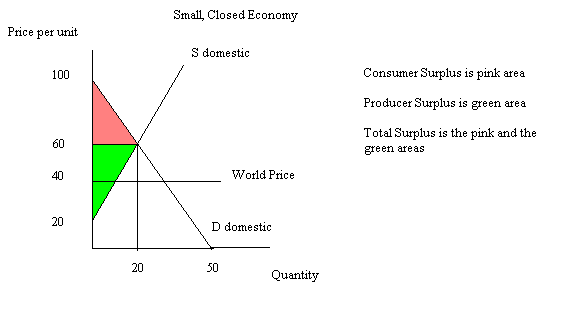 Small, Closed Economy
Price per unit
S domestic
100
Consumer Surplus is pink area
Producer Surplus is green area
Total Surplus is the pink and the
green areas
60
40
World Price
20
D domestic
20
50
Quantity